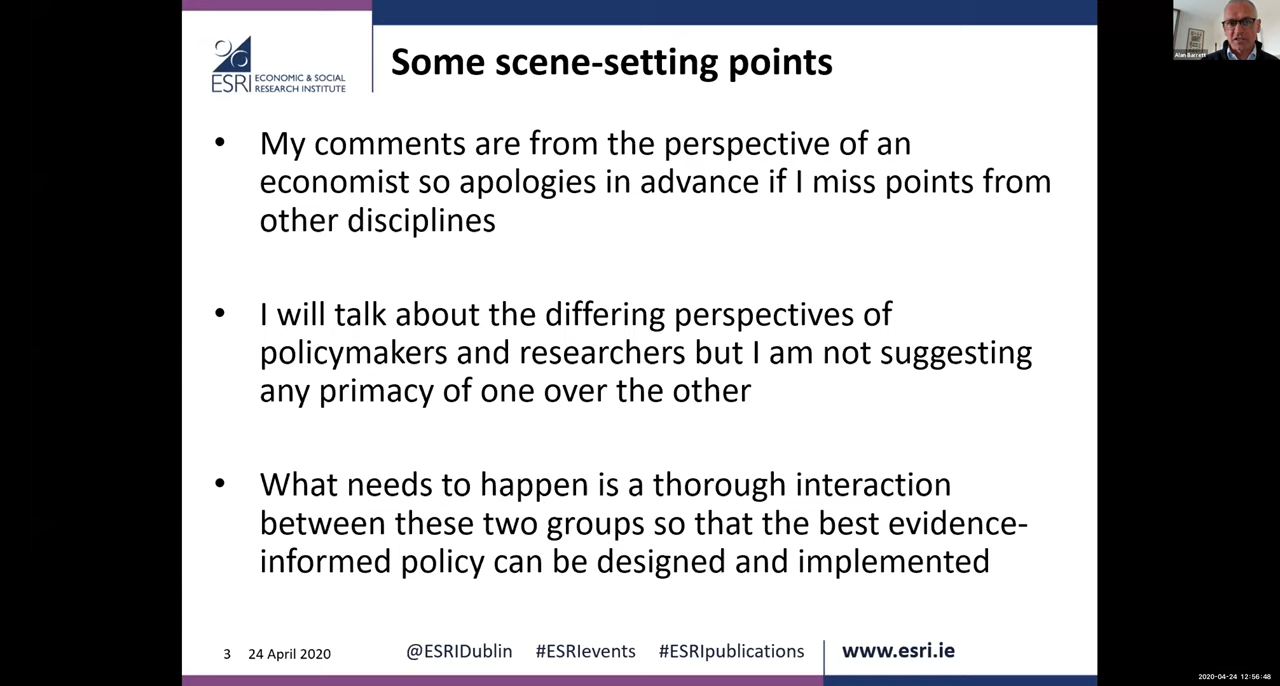 ESRI ECONOMIC & SOCIAL
RESEARCH INSTITUTE
Some scene-setting points
Alan Barrett
• My comments are from the perspective of an
economist so apologies in advance if I miss points from
other disciplines
• I will talk about the differing perspectives of
policymakers and researchers but I am not suggesting
any primacy of one over the other
• What needs to happen is a thorough interaction
between these two groups so that the best evidence-
informed policy can be designed and implemented
3 24 April 2020 @ESRIDublin #ESRIevents #ESRIpublications www.esri.ie
2020-04-24 12:56:48